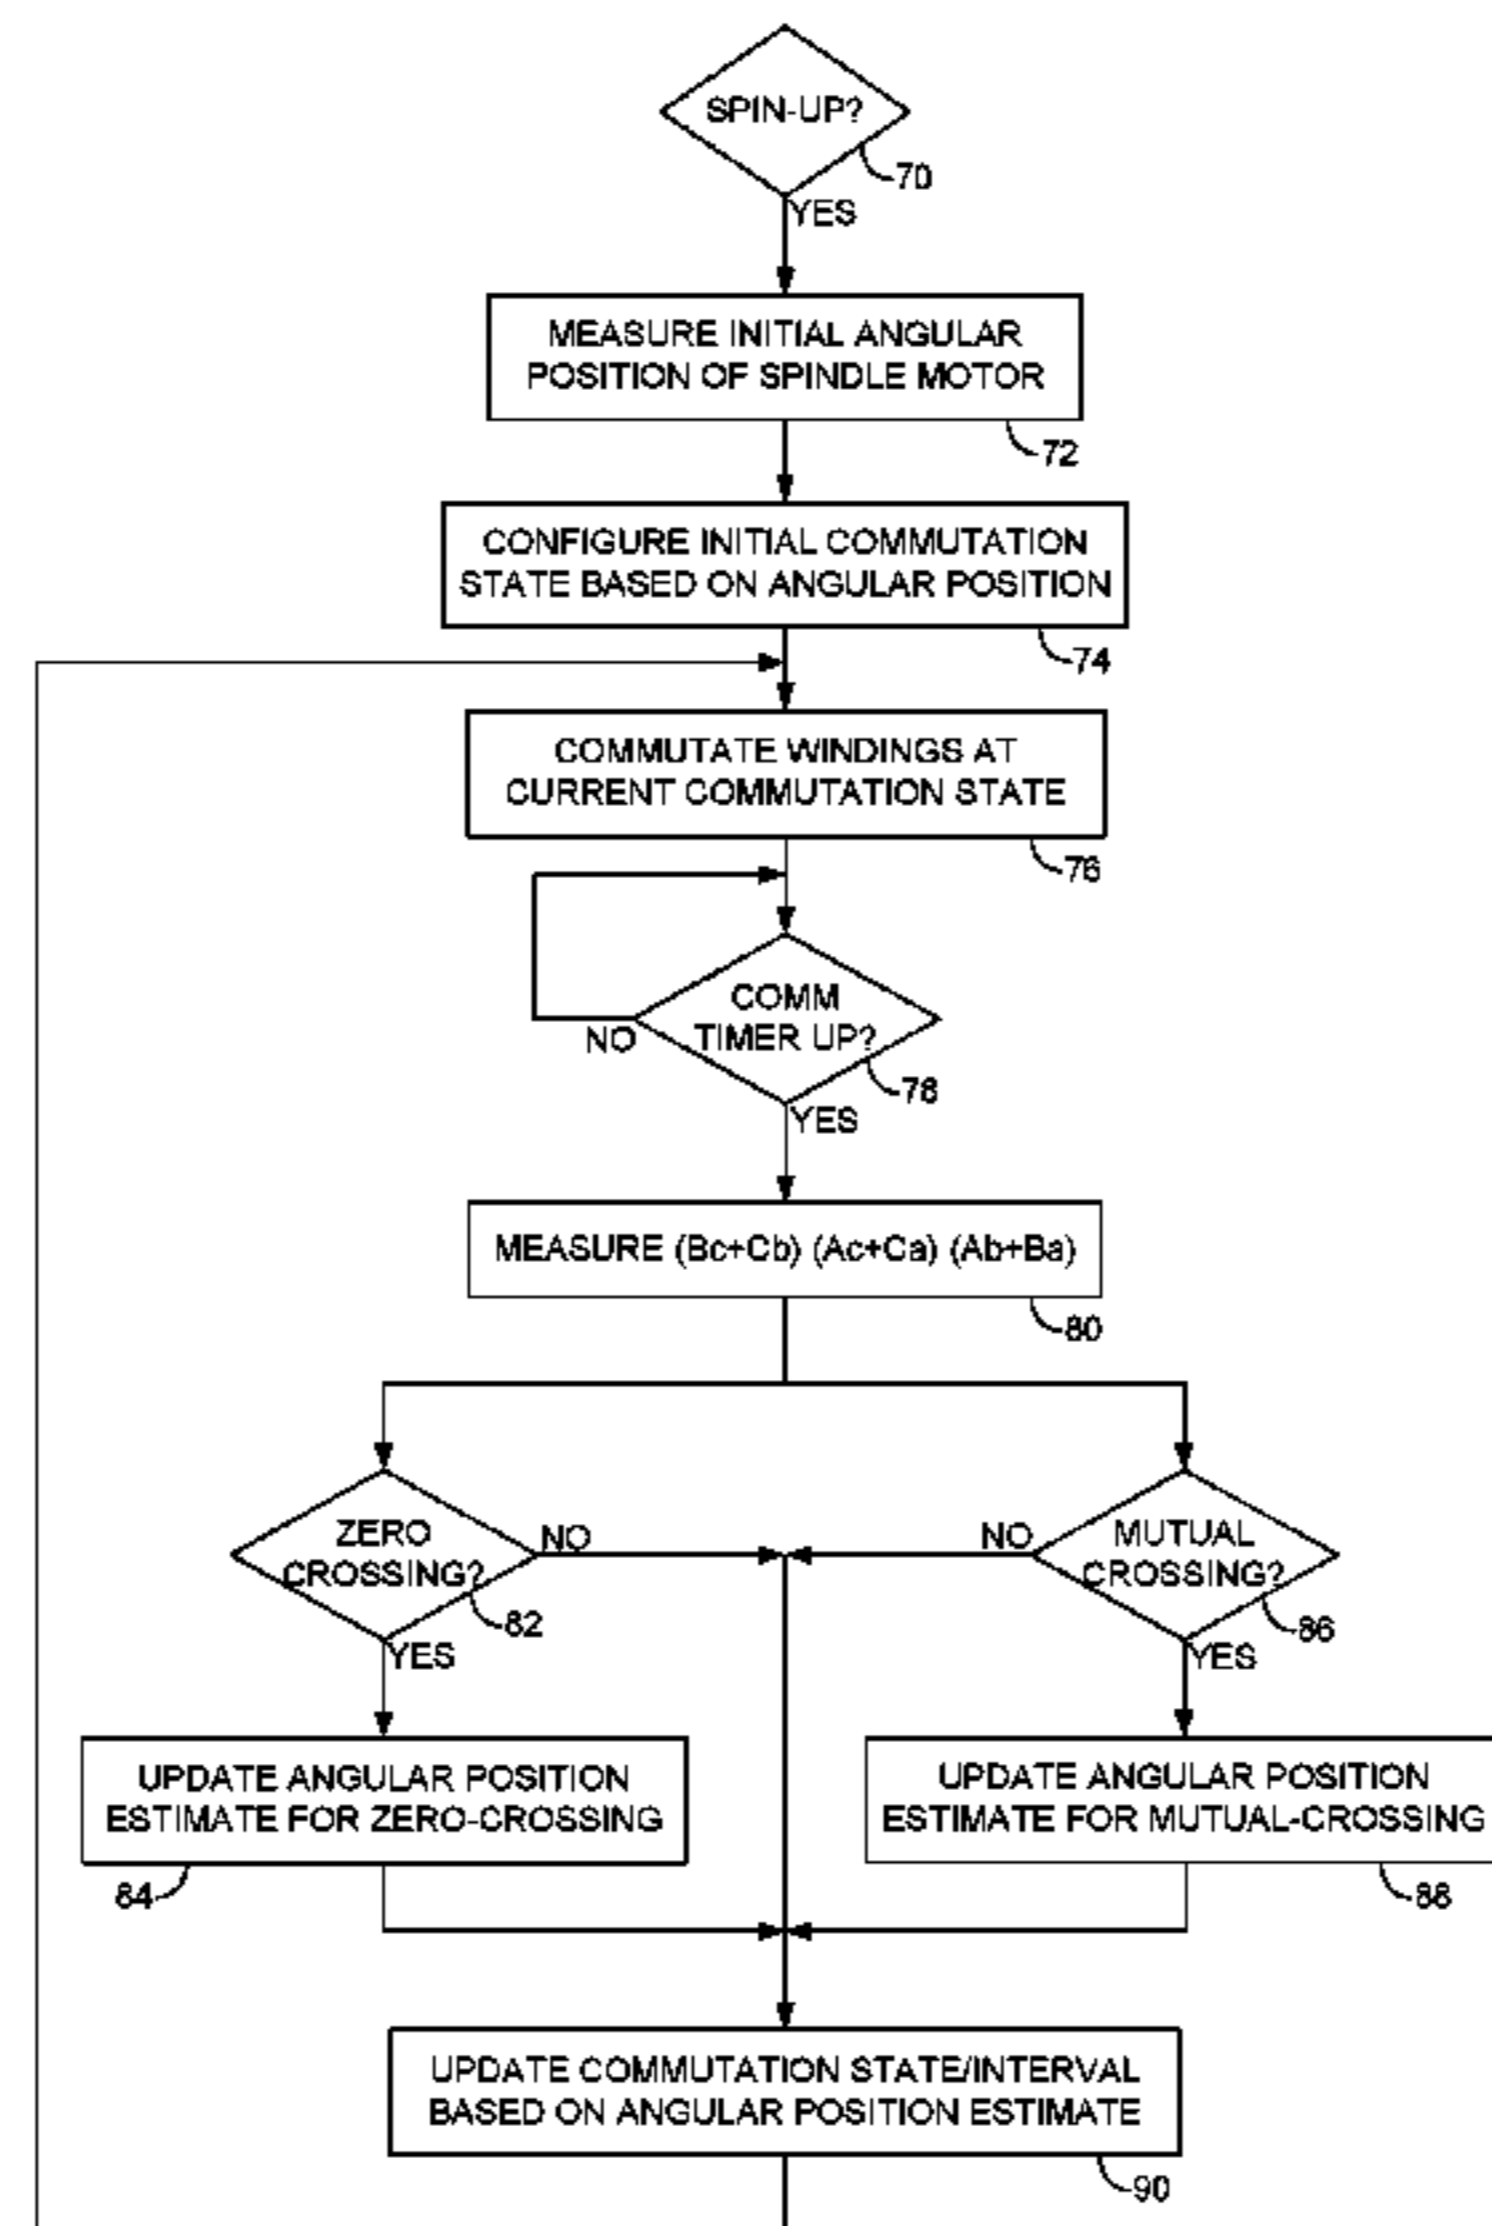 SPIN-UP?
70
YES
MEASURE INITIAL ANGULAR
POSITION OF SPINDLE MOTOR
72
CONFIGURE INITIAL COMMUTATION
STATE BASED ON ANGULAR POSITION
74
COMMUTATE WINDINGS AT
CURRENT COMMUTATION STATE
76
COMM
TIMER UP?
NO
78
YES
MEASURE (Bc+Cb) (Ac+Ca) (Ab+Ba)
80
ZERO
CROSSING?
NO
82
YES
NO
MUTUAL
CROSSING?
86
YES
UPDATE ANGULAR POSITION
ESTIMATE FOR ZERO-CROSSING
84
UPDATE ANGULAR POSITION
ESTIMATE FOR MUTUAL-CROSSING
88
UPDATE COMMUTATION STATE/INTERVAL
BASED ON ANGULAR POSITION ESTIMATE
90